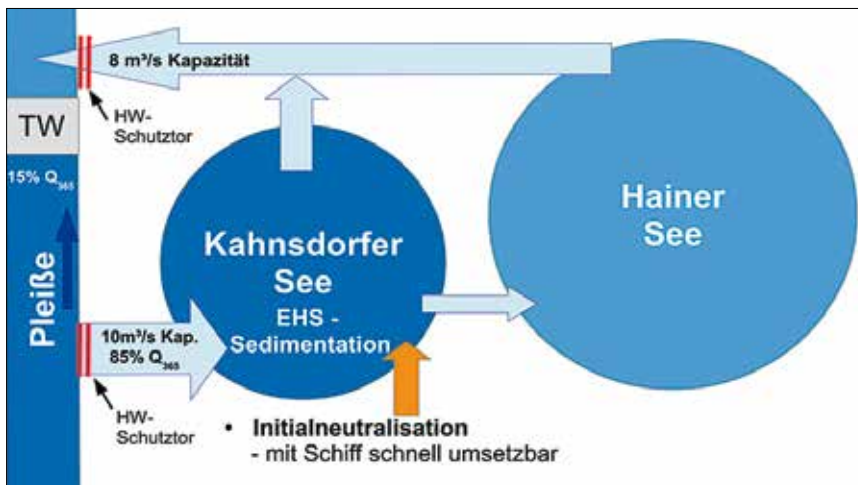 8 m³/s Kapazität
HW-
Schutztor
TW
15% Q₃₆₅
Pleiße
Kahnsdorfer
See
EHS -
Sedimentation
Hainer
See
10m³/s Kap.
85% Q₃₆₅
HW-
Schutztor
• Initialneutralisation
- mit Schiff schnell umsetzbar